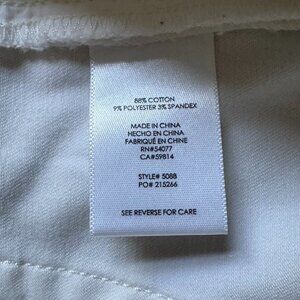 88% COTTON
9% POLYESTER 3% SPANDEX
MADE IN CHINA
HECHO EN CHINA
FABRIQUÉ EN CHINE
RN#54077
CA#59814
STYLE# 5088
PO# 215266
SEE REVERSE FOR CARE